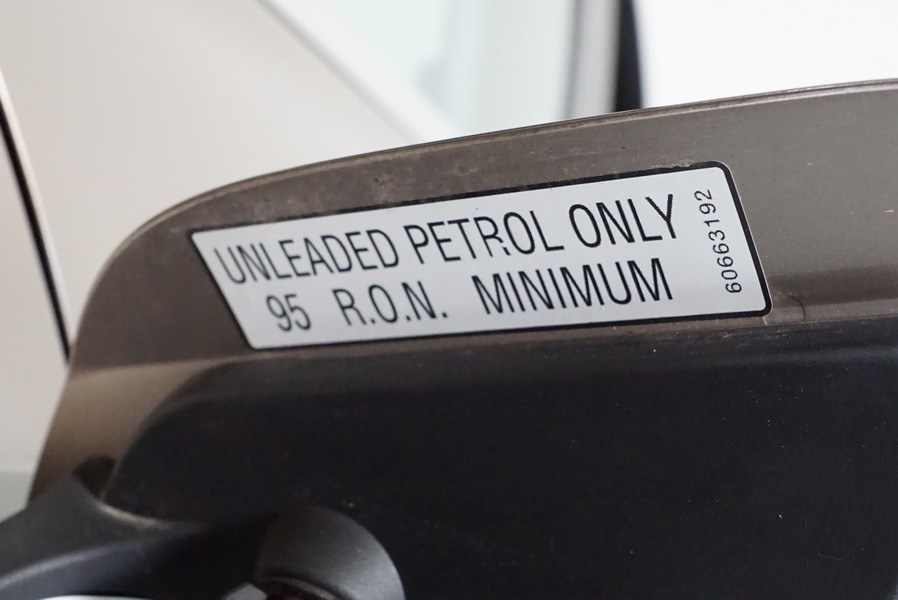 UNLEADED PETROL ONLY
95 R.O.N. MINIMUM
60663192